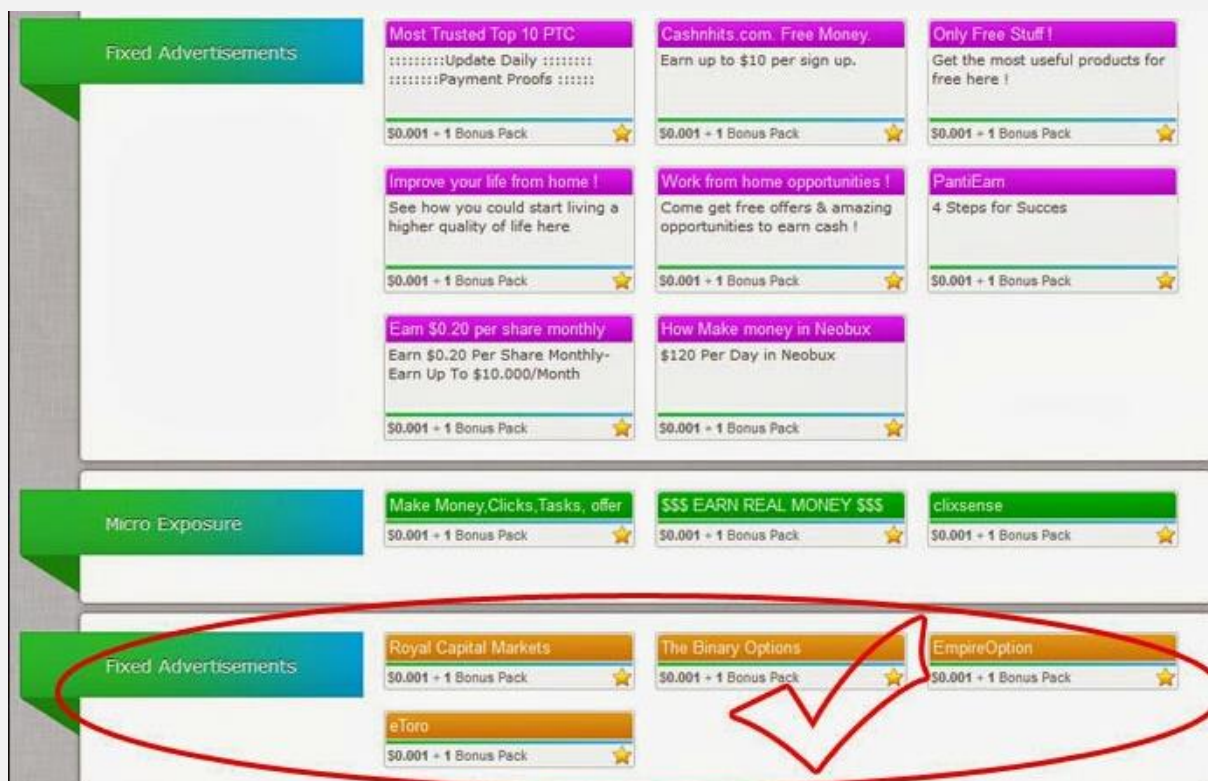 Fixed Advertisements
Most Trusted Top 10 PTC
:::::::::Update Daily ::::::::
::::::::Payment Proofs ::::::
$0.001 + 1 Bonus Pack
Cashnhits.com. Free Money.
Earn up to $10 per sign up.
$0.001 + 1 Bonus Pack
Only Free Stuff !
Get the most useful products for
free here !
$0.001 + 1 Bonus Pack
Improve your life from home !
See how you could start living a
higher quality of life here
$0.001 + 1 Bonus Pack
Work from home opportunities !
Come get free offers & amazing
opportunities to earn cash !
$0.001 + 1 Bonus Pack
PantiEarn
4 Steps for Succes
$0.001 + 1 Bonus Pack
Earn $0.20 per share monthly
Earn $0.20 Per Share Monthly-
Earn Up To $10.000/Month
$0.001 + 1 Bonus Pack
How Make money in Neobux
$120 Per Day in Neobux
$0.001 + 1 Bonus Pack
Micro Exposure
Make Money,Clicks,Tasks, offer
$0.001 + 1 Bonus Pack
$$$ EARN REAL MONEY $$$
$0.001 + 1 Bonus Pack
clixsense
$0.001 + 1 Bonus Pack
Fixed Advertisements
Royal Capital Markets
$0.001 + 1 Bonus Pack
The Binary Options
$0.001 + 1 Bonus Pack
EmpireOption
$0.001 + 1 Bonus Pack
eToro
$0.001 + 1 Bonus Pack